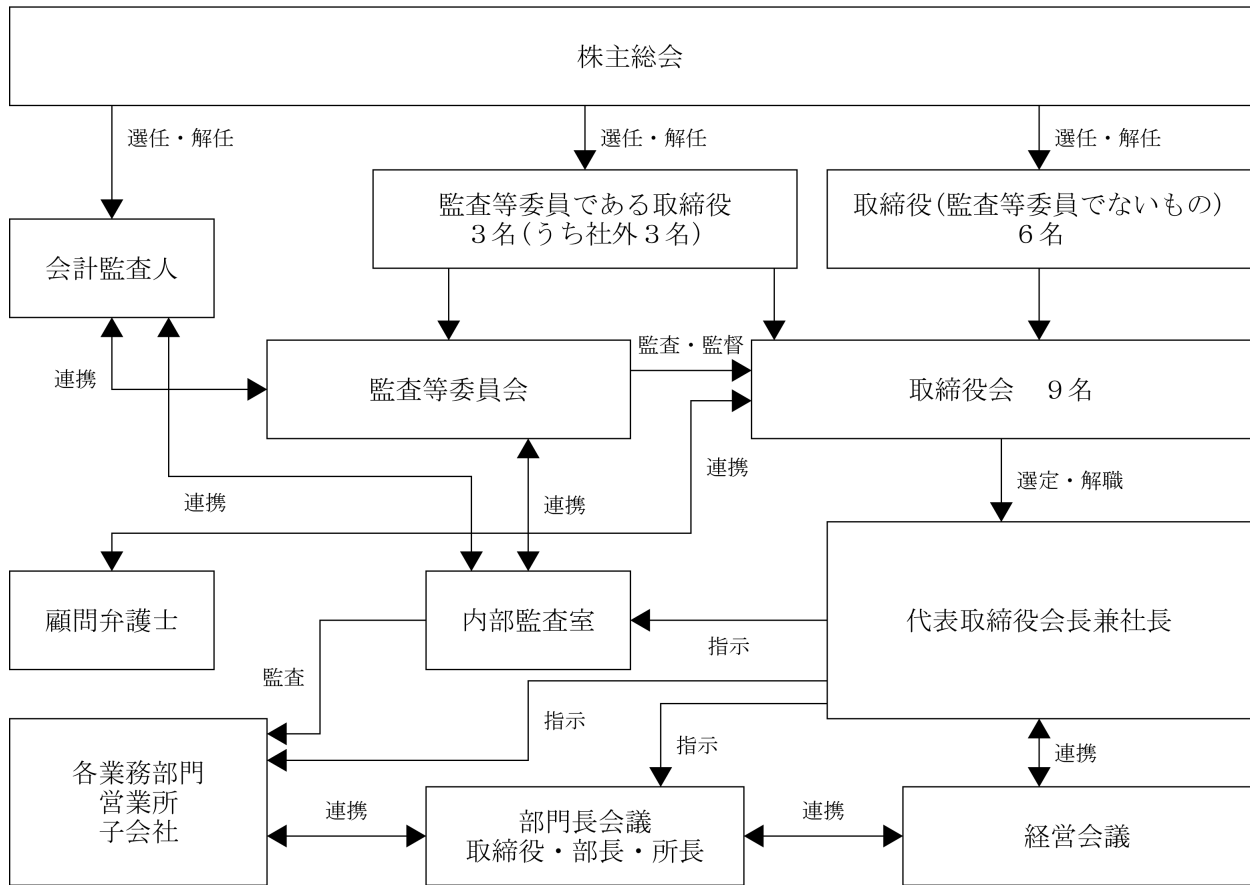 株主総会
選任・解任
選任・解任
選任・解任
監査等委員である取締役
３名(うち社外３名)
取締役(監査等委員でないもの)
６名
会計監査人
監査・監督
連携
監査等委員会
取締役会　９名
連携
選定・解職
連携
連携
顧問弁護士
内部監査室
代表取締役会長兼社長
指示
監査
指示
指示
連携
各業務部門
営業所
子会社
連携
部門長会議
取締役・部長・所長
連携
経営会議